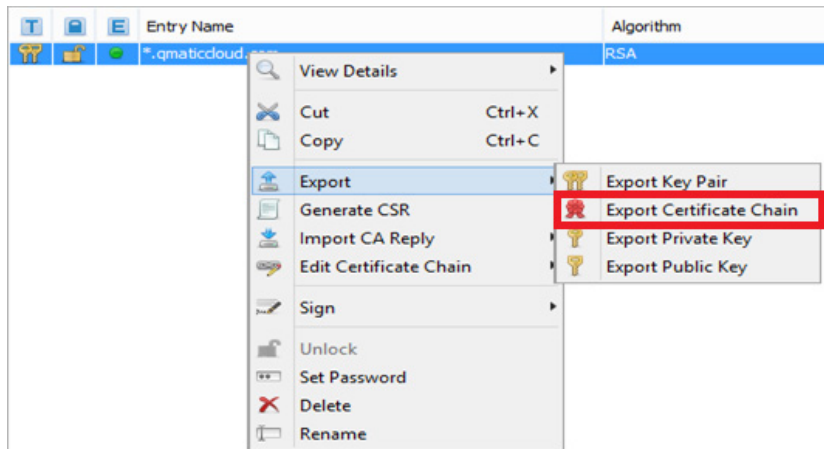 T E Entry Name Algorithm
*.qmaticcloud. RSA
View Details
Cut Ctrl+X
Copy Ctrl+C
Export
Export Key Pair
Generate CSR
Export Certificate Chain
Import CA Reply
Export Private Key
Edit Certificate Chain
Export Public Key
Sign
Unlock
Set Password
Delete
Rename